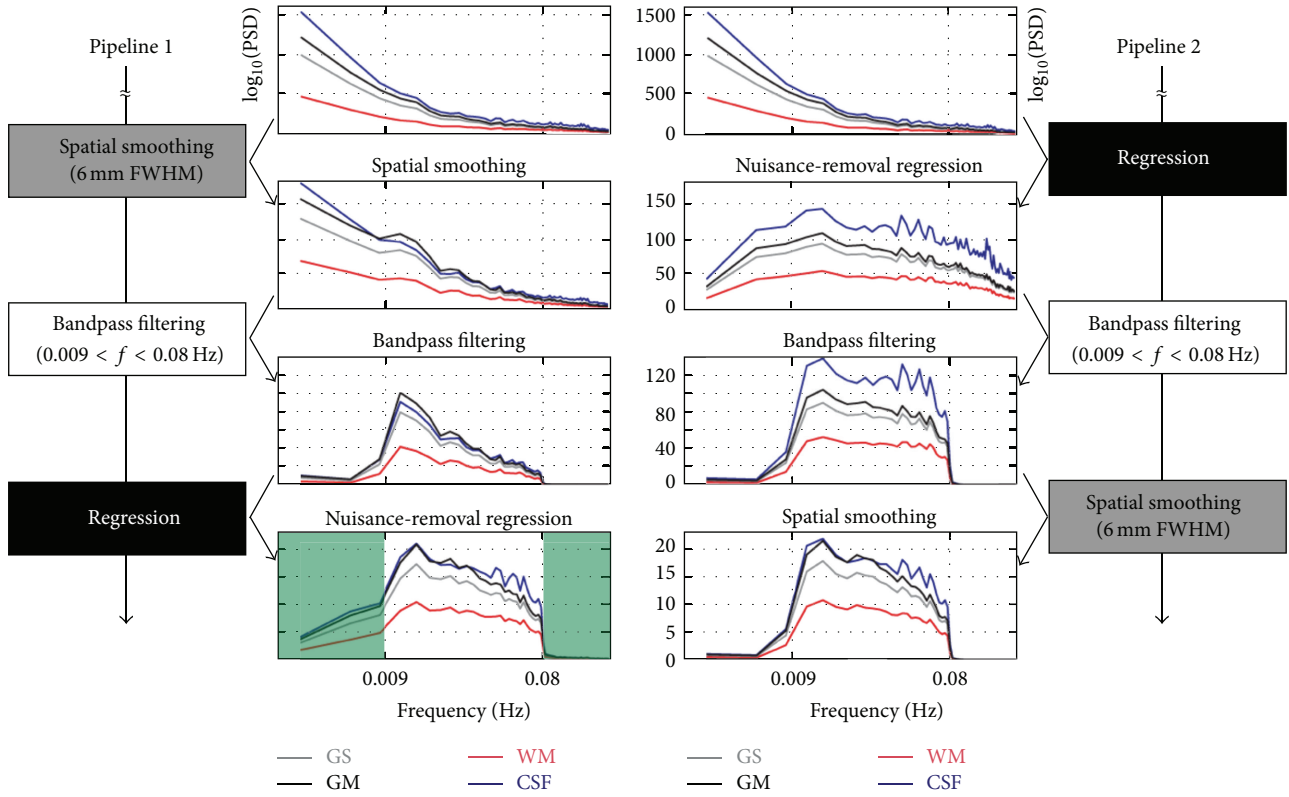 Pipeline 1
≈
Spatial smoothing
(6 mm FWHM)
Bandpass filtering
(0.009 < f < 0.08 Hz)
Regression
log10(PSD)
Spatial smoothing
Bandpass filtering
Nuisance-removal regression
0.009
0.08
Frequency (Hz)
GS
GM
WM
CSF
1500
1000
500
0
log10(PSD)
Nuisance-removal regression
150
100
50
0
Bandpass filtering
120
80
40
0
Spatial smoothing
20
15
10
5
0
0.009
0.08
Frequency (Hz)
GS
GM
WM
CSF
Pipeline 2
≈
Regression
Bandpass filtering
(0.009 < f < 0.08 Hz)
Spatial smoothing
(6 mm FWHM)